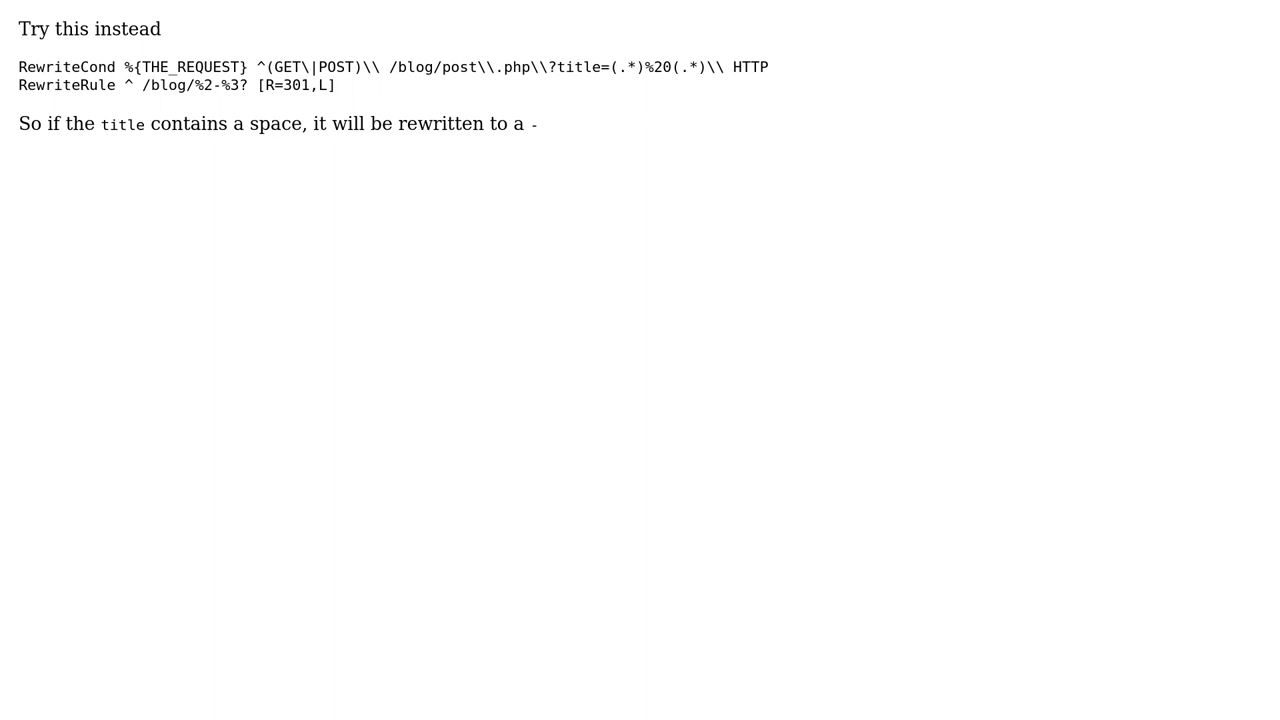 Try this instead
RewriteCond %{THE_REQUEST} ^(GET\|POST)\\ /blog/post\\.php\\?title=(.*)%20(.*)\\ HTTP
RewriteRule ^ /blog/%2-%3? [R=301,L]
So if the title contains a space, it will be rewritten to a -